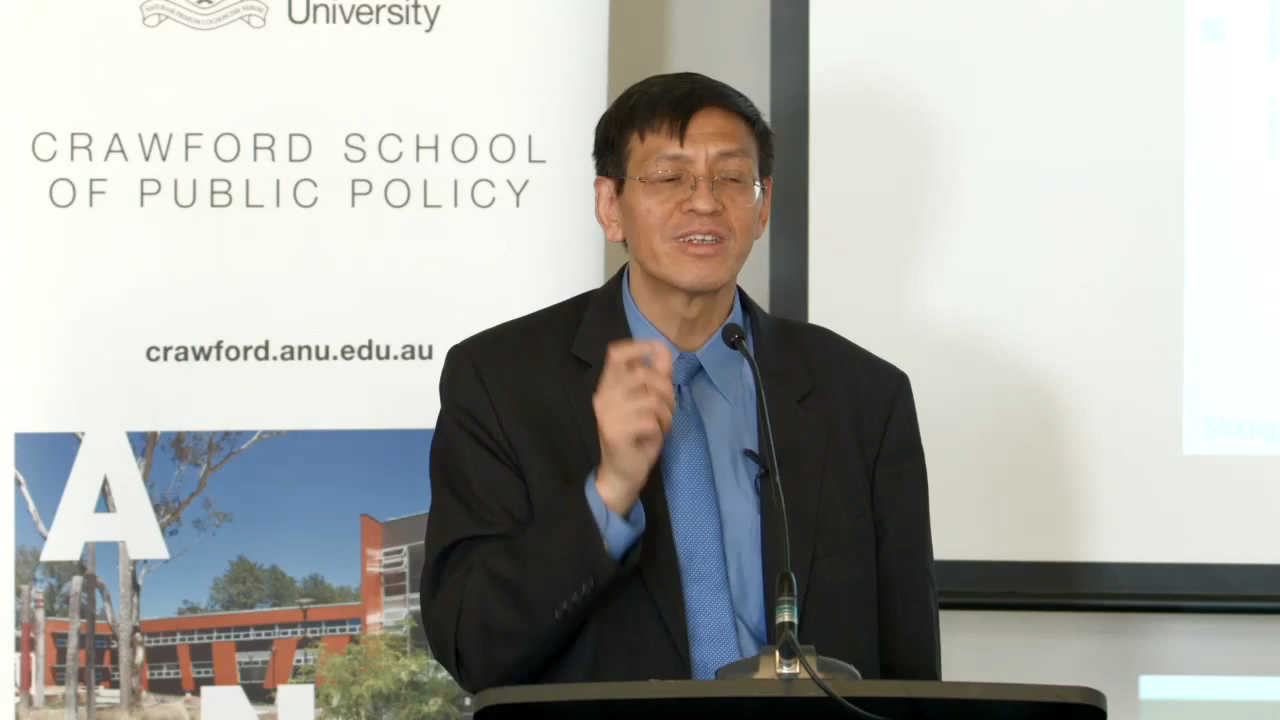 University
CRAWFORD SCHOOL
OF PUBLIC POLICY
crawford.anu.edu.au
A
N